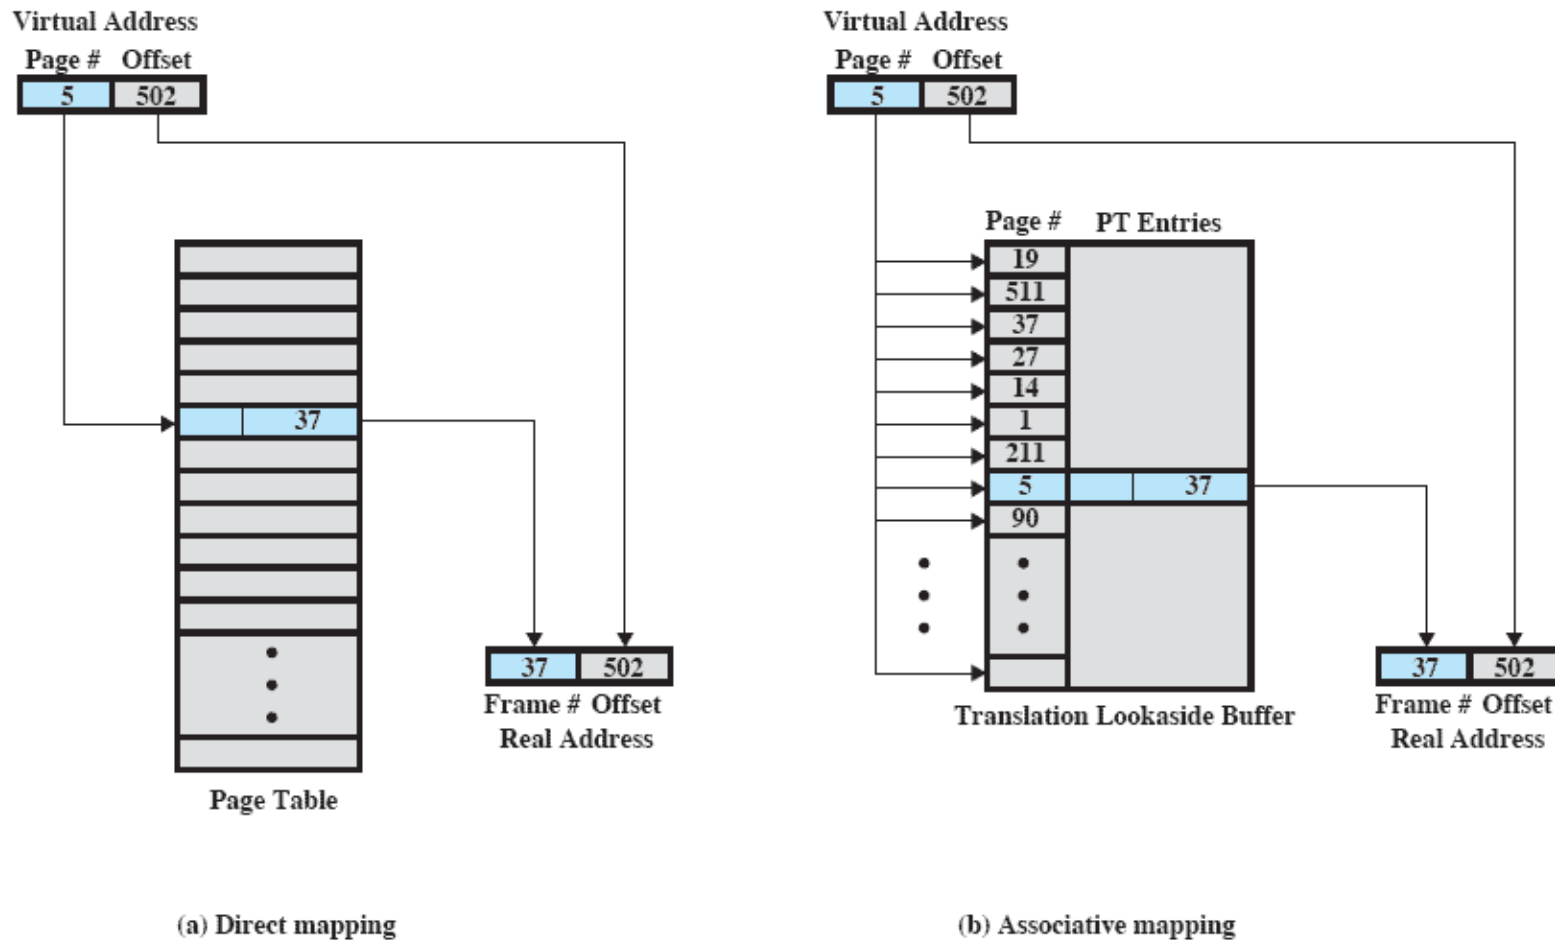 Virtual Address
Page # Offset
5 502
37
37 502
Frame # Offset
Real Address
Page Table
(a) Direct mapping
Virtual Address
Page # Offset
5 502
Page # PT Entries
19
511
37
27
14
1
211
5 37
90
Translation Lookaside Buffer
37 502
Frame # Offset
Real Address
(b) Associative mapping